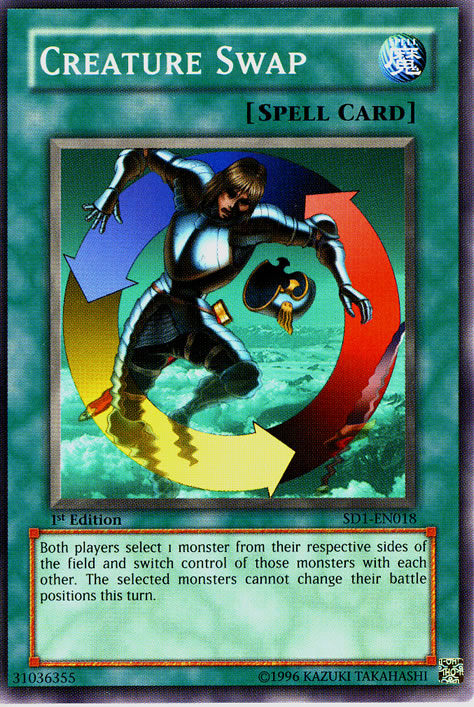 CREATURE SWAP
SPELL
魔
[SPELL CARD]
1st Edition
SD1-EN018
Both players select 1 monster from their respective sides of
the field and switch control of those monsters with each
other. The selected monsters cannot change their battle
positions this turn.
31036355
©1996 KAZUKI TAKAHASHI